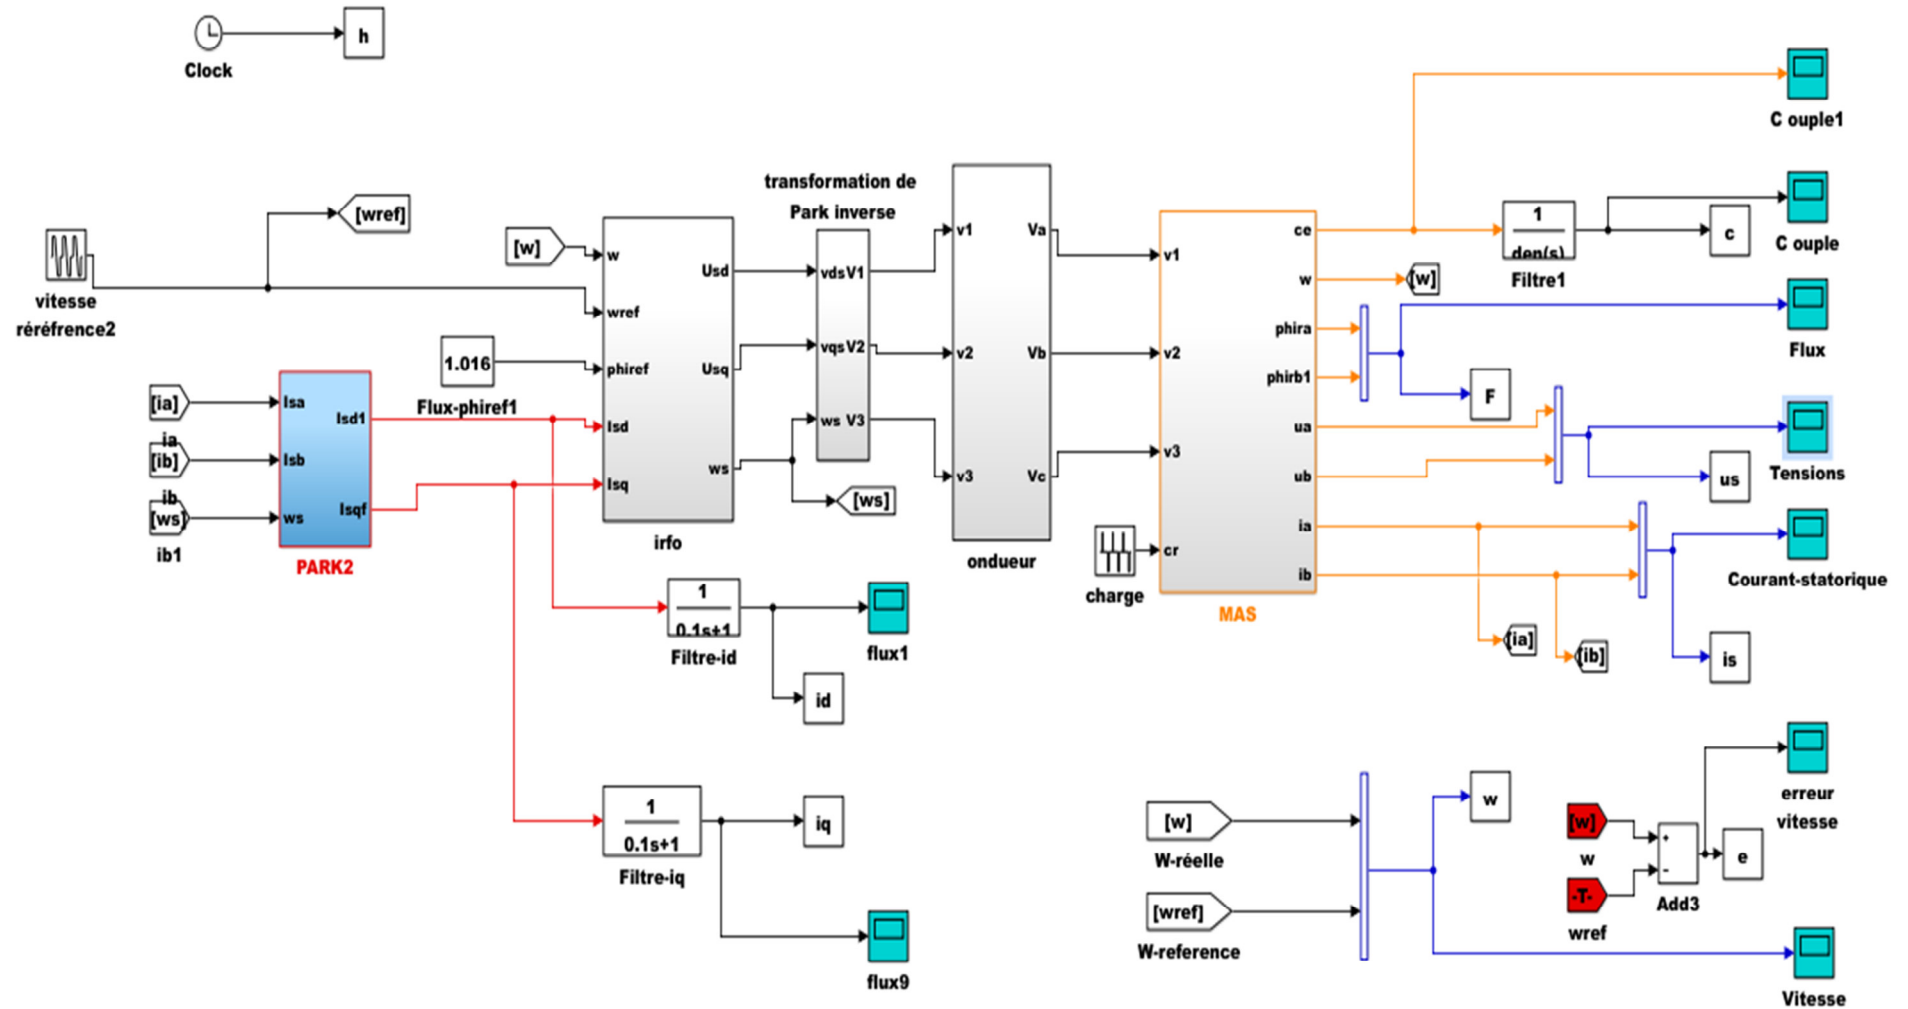 h
Clock
C ouple1
transformation de
Park inverse
[wref]
vitesse
réréfrence2
[w]
w
wref
phiref
Isd
Isq
Usd
Usq
ws
irfo
1.016
Flux-phiref1
[ia]
ia
[ib]
ib
[ws]
ib1
Isa
Isb
ws
Isd1
Isqf
PARK2
vds V1
vqs V2
ws V3
[ws]
v1
v2
v3
Va
Vb
Vc
ondueur
charge
v1
v2
v3
cr
ce
w
phira
phirb1
ua
ub
ia
ib
MAS
1
den(s)
Filtre1
c
C ouple
[w]
Flux
F
Tensions
us
Courant-statorique
is
[ia]
[ib]
1
0.1s+1
Filtre-id
flux1
id
1
0.1s+1
Filtre-iq
iq
flux9
[w]
W-réelle
[wref]
W-reference
w
[w]
w
-T-
wref
+
-
Add3
e
erreur
vitesse
Vitesse